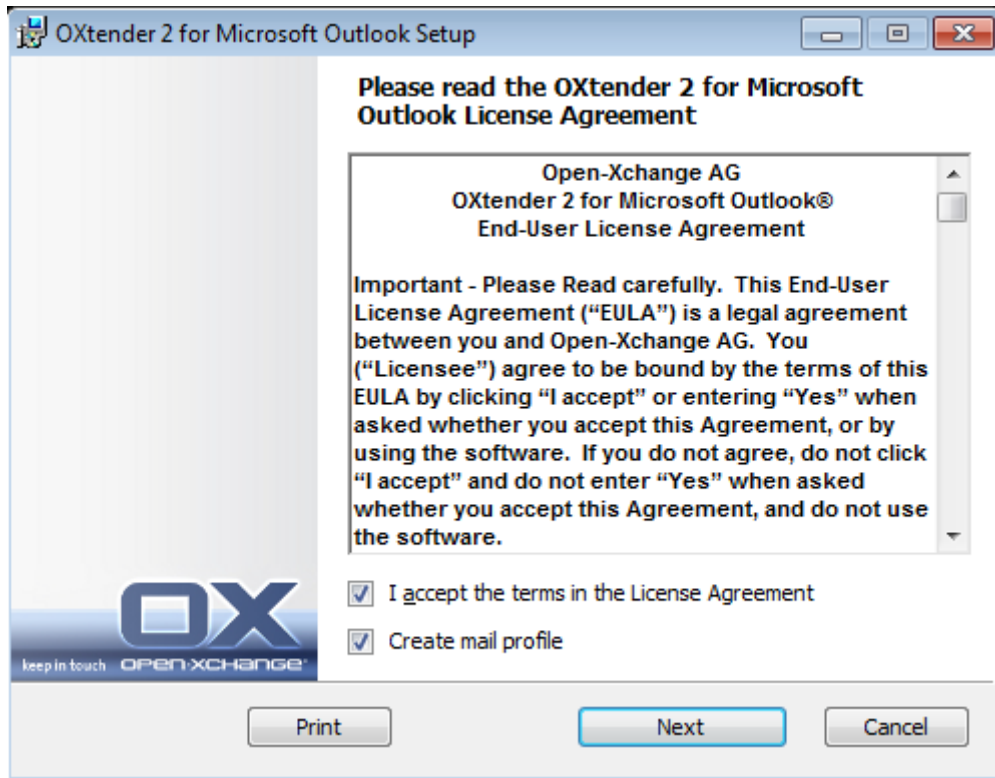 OXtender 2 for Microsoft Outlook Setup
Please read the OXtender 2 for Microsoft
Outlook License Agreement
Open-Xchange AG
OXtender 2 for Microsoft Outlook®
End-User License Agreement
Important - Please Read carefully.  This End-User
License Agreement (“EULA”) is a legal agreement
between you and Open-Xchange AG.  You
(“Licensee”) agree to be bound by the terms of this
EULA by clicking “I accept” or entering “Yes” when
asked whether you accept this Agreement, or by
using the software.  If you do not agree, do not click
“I accept” and do not enter “Yes” when asked
whether you accept this Agreement, and do not use
the software.
I accept the terms in the License Agreement
Create mail profile
OX
keep in touch OPEN-XCHANGE
Print
Next
Cancel